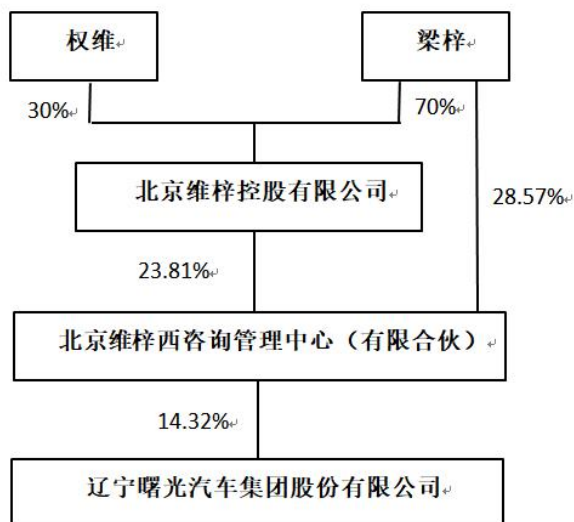 权维
梁梓
30%
70%
北京维梓控股有限公司
28.57%
23.81%
北京维梓西咨询管理中心（有限合伙）
14.32%
辽宁曙光汽车集团股份有限公司